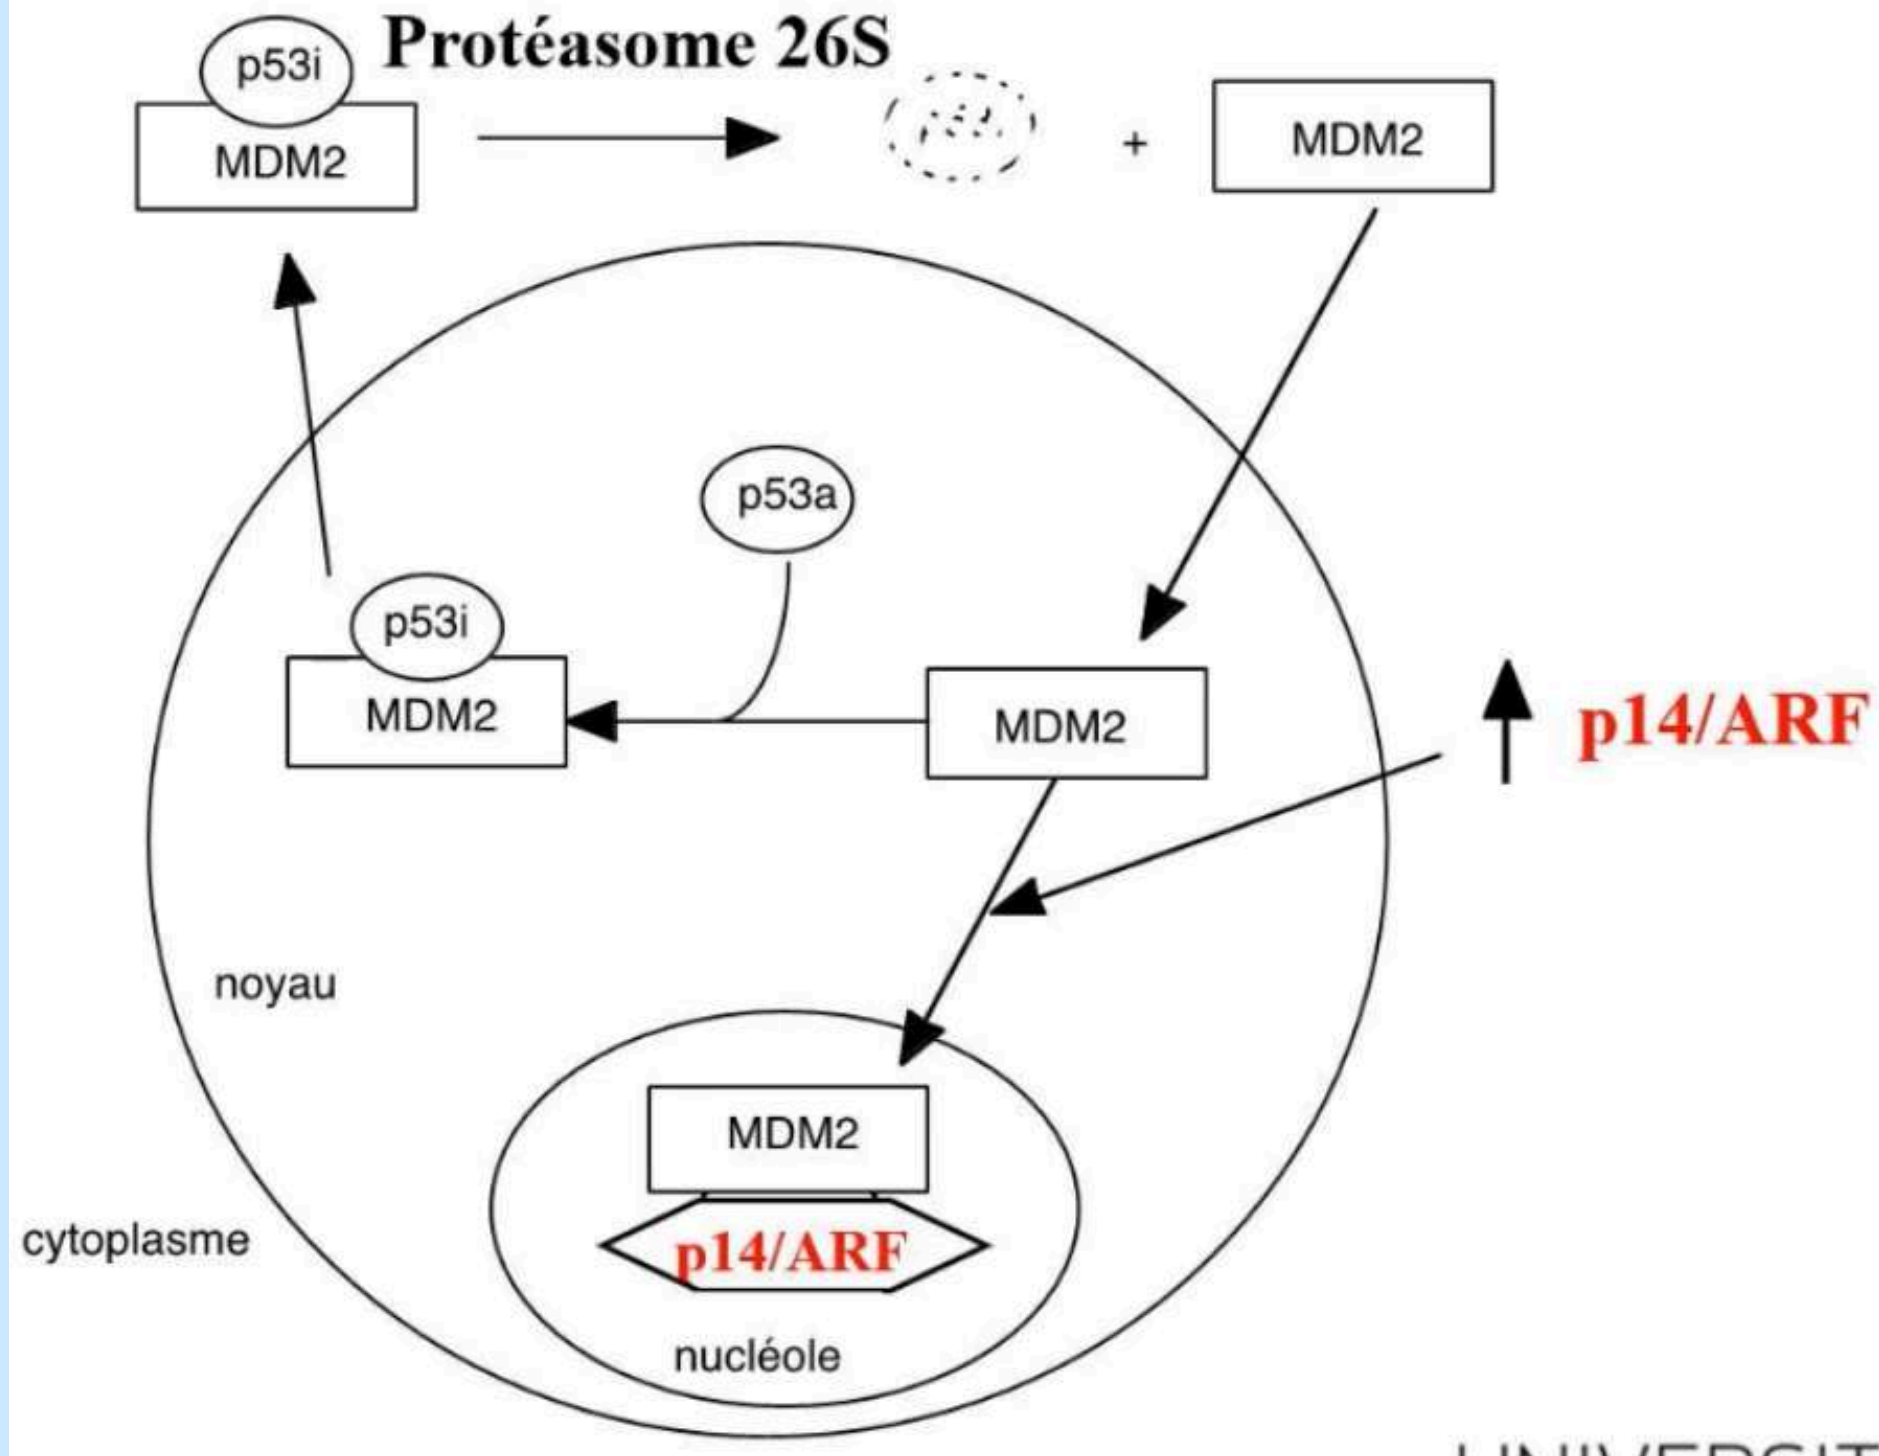 p53i
Protéasome 26S
MDM2
+
MDM2
p53a
p53i
MDM2
MDM2
p14/ARF
noyau
MDM2
cytoplasme
p14/ARF
nucléole